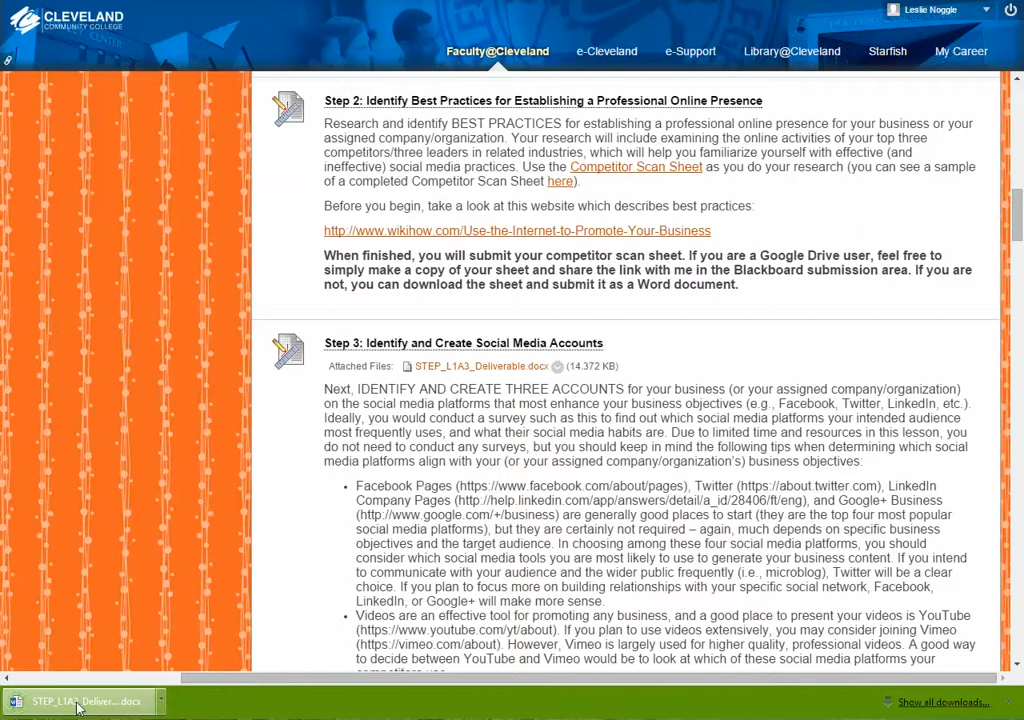 CLEVELAND
COMMUNITY COLLEGE
Leslie Noggle
Faculty@Cleveland e-Cleveland e-Support Library@Cleveland Starfish My Career
Step 2: Identify Best Practices for Establishing a Professional Online Presence
Research and identify BEST PRACTICES for establishing a professional online presence for your business or your
assigned company/organization. Your research will include examining the online activities of your top three
competitors/three leaders in related industries, which will help you familiarize yourself with effective (and
ineffective) social media practices. Use the Competitor Scan Sheet as you do your research (you can see a sample
of a completed Competitor Scan Sheet here).
Before you begin, take a look at this website which describes best practices:
http://www.wikihow.com/Use-the-Internet-to-Promote-Your-Business
When finished, you will submit your competitor scan sheet. If you are a Google Drive user, feel free to
simply make a copy of your sheet and share the link with me in the Blackboard submission area. If you are
not, you can download the sheet and submit it as a Word document.
Step 3: Identify and Create Social Media Accounts
Attached Files: STEP_L1A3_Deliverable.docx (14.372 KB)
Next, IDENTIFY AND CREATE THREE ACCOUNTS for your business (or your assigned company/organization)
on the social media platforms that most enhance your business objectives (e.g., Facebook, Twitter, LinkedIn, etc.).
Ideally, you would conduct a survey such as this to find out which social media platforms your intended audience
most frequently uses, and what their social media habits are. Due to limited time and resources in this lesson, you
do not need to conduct any surveys, but you should keep in mind the following tips when determining which social
media platforms align with your (or your assigned company/organization's) business objectives:
• Facebook Pages (https://www.facebook.com/about/pages), Twitter (https://about.twitter.com), LinkedIn
Company Pages (http://help.linkedin.com/app/answers/detail/a_id/28406/ft/eng), and Google+ Business
(http://www.google.com/+/business) are generally good places to start (they are the top four most popular
social media platforms), but they are certainly not required – again, much depends on specific business
objectives and the target audience. In choosing among these four social media platforms, you should
consider which social media tools you are most likely to use to generate your business content. If you intend
to communicate with your audience and the wider public frequently (i.e., microblog), Twitter will be a clear
choice. If you plan to focus more on building relationships with your specific social network, Facebook,
LinkedIn, or Google+ will make more sense.
• Videos are an effective tool for promoting any business, and a good place to present your videos is YouTube
(https://www.youtube.com/yt/about). If you plan to use videos extensively, you may consider joining Vimeo
(https://vimeo.com/about). However, Vimeo is largely used for higher quality, professional videos. A good way
to decide between YouTube and Vimeo would be to look at which of these social media platforms your
STEP_L1A3_Deliver....docx
Show all downloads...